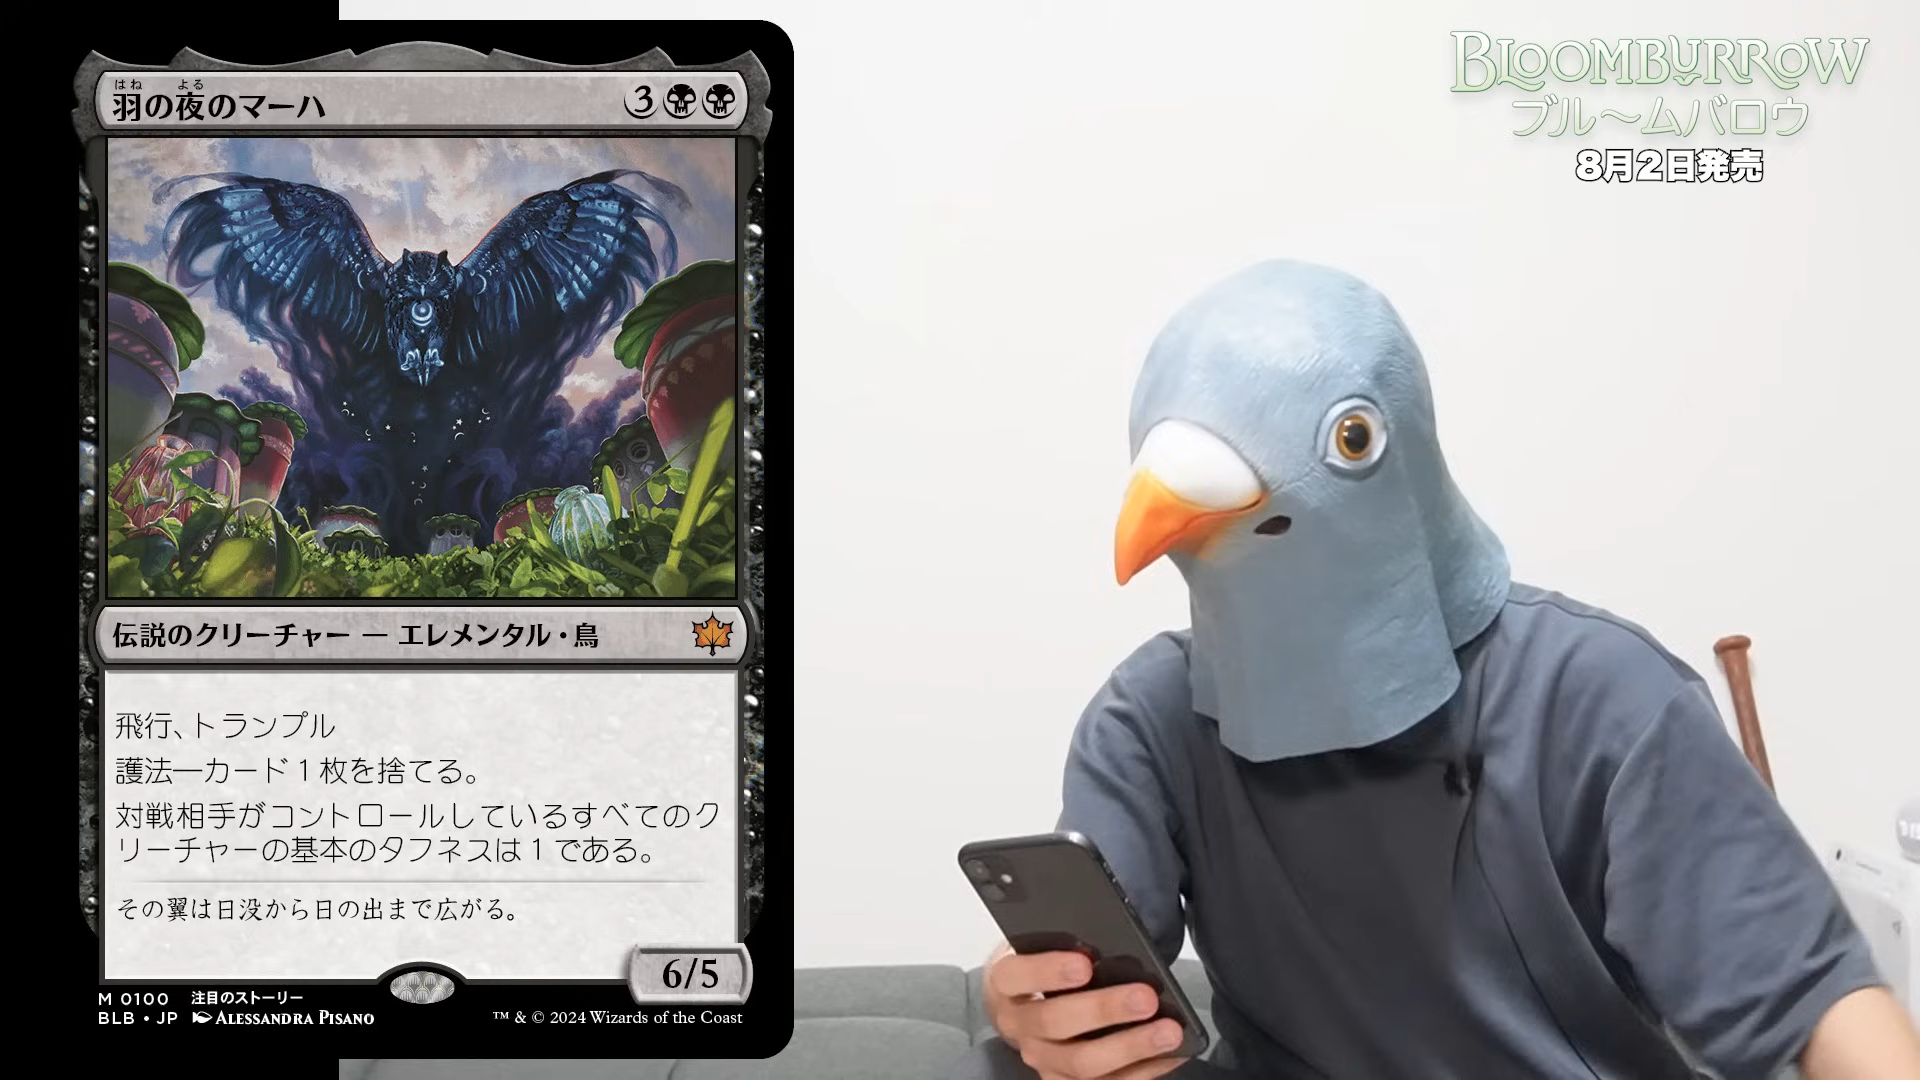 はね よる
羽の夜のマーハ
3
伝説のクリーチャー — エレメンタル・鳥
飛行、トランプル
護法—カード1枚を捨てる。
対戦相手がコントロールしているすべてのク
リーチャーの基本のタフネスは1である。
その翼は日没から日の出まで広がる。
6/5
M 0100 注目のストーリー
BLB • JP ALESSANDRA PISANO
™ & © 2024 Wizards of the Coast
BLOOMBURROW
ブルームバロウ
8月2日発売